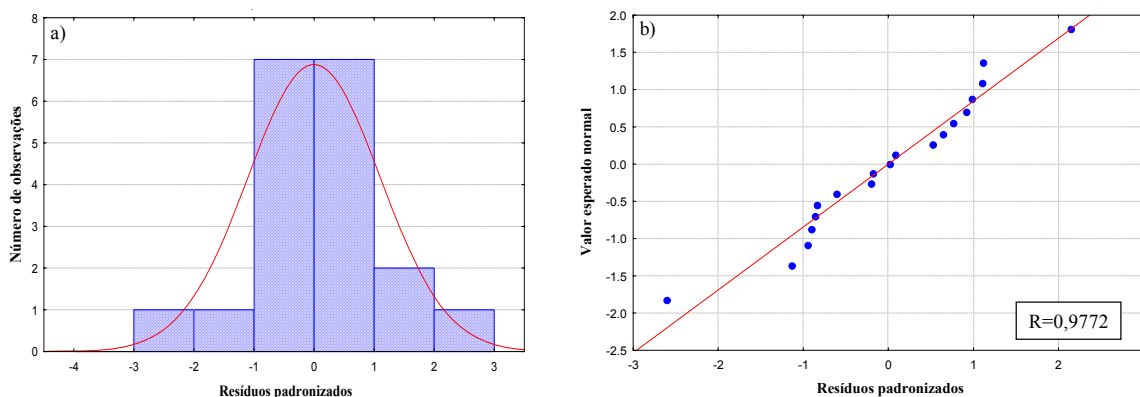 a)
Número de observações
8
7
6
5
4
3
2
1
0
-4 -3 -2 -1 0 1 2 3
Resíduos padronizados
b)
Valor esperado normal
2.0
1.5
1.0
0.5
0.0
-0.5
-1.0
-1.5
-2.0
-2.5
R=0,9772
-3 -2 -1 0 1 2
Resíduos padronizados